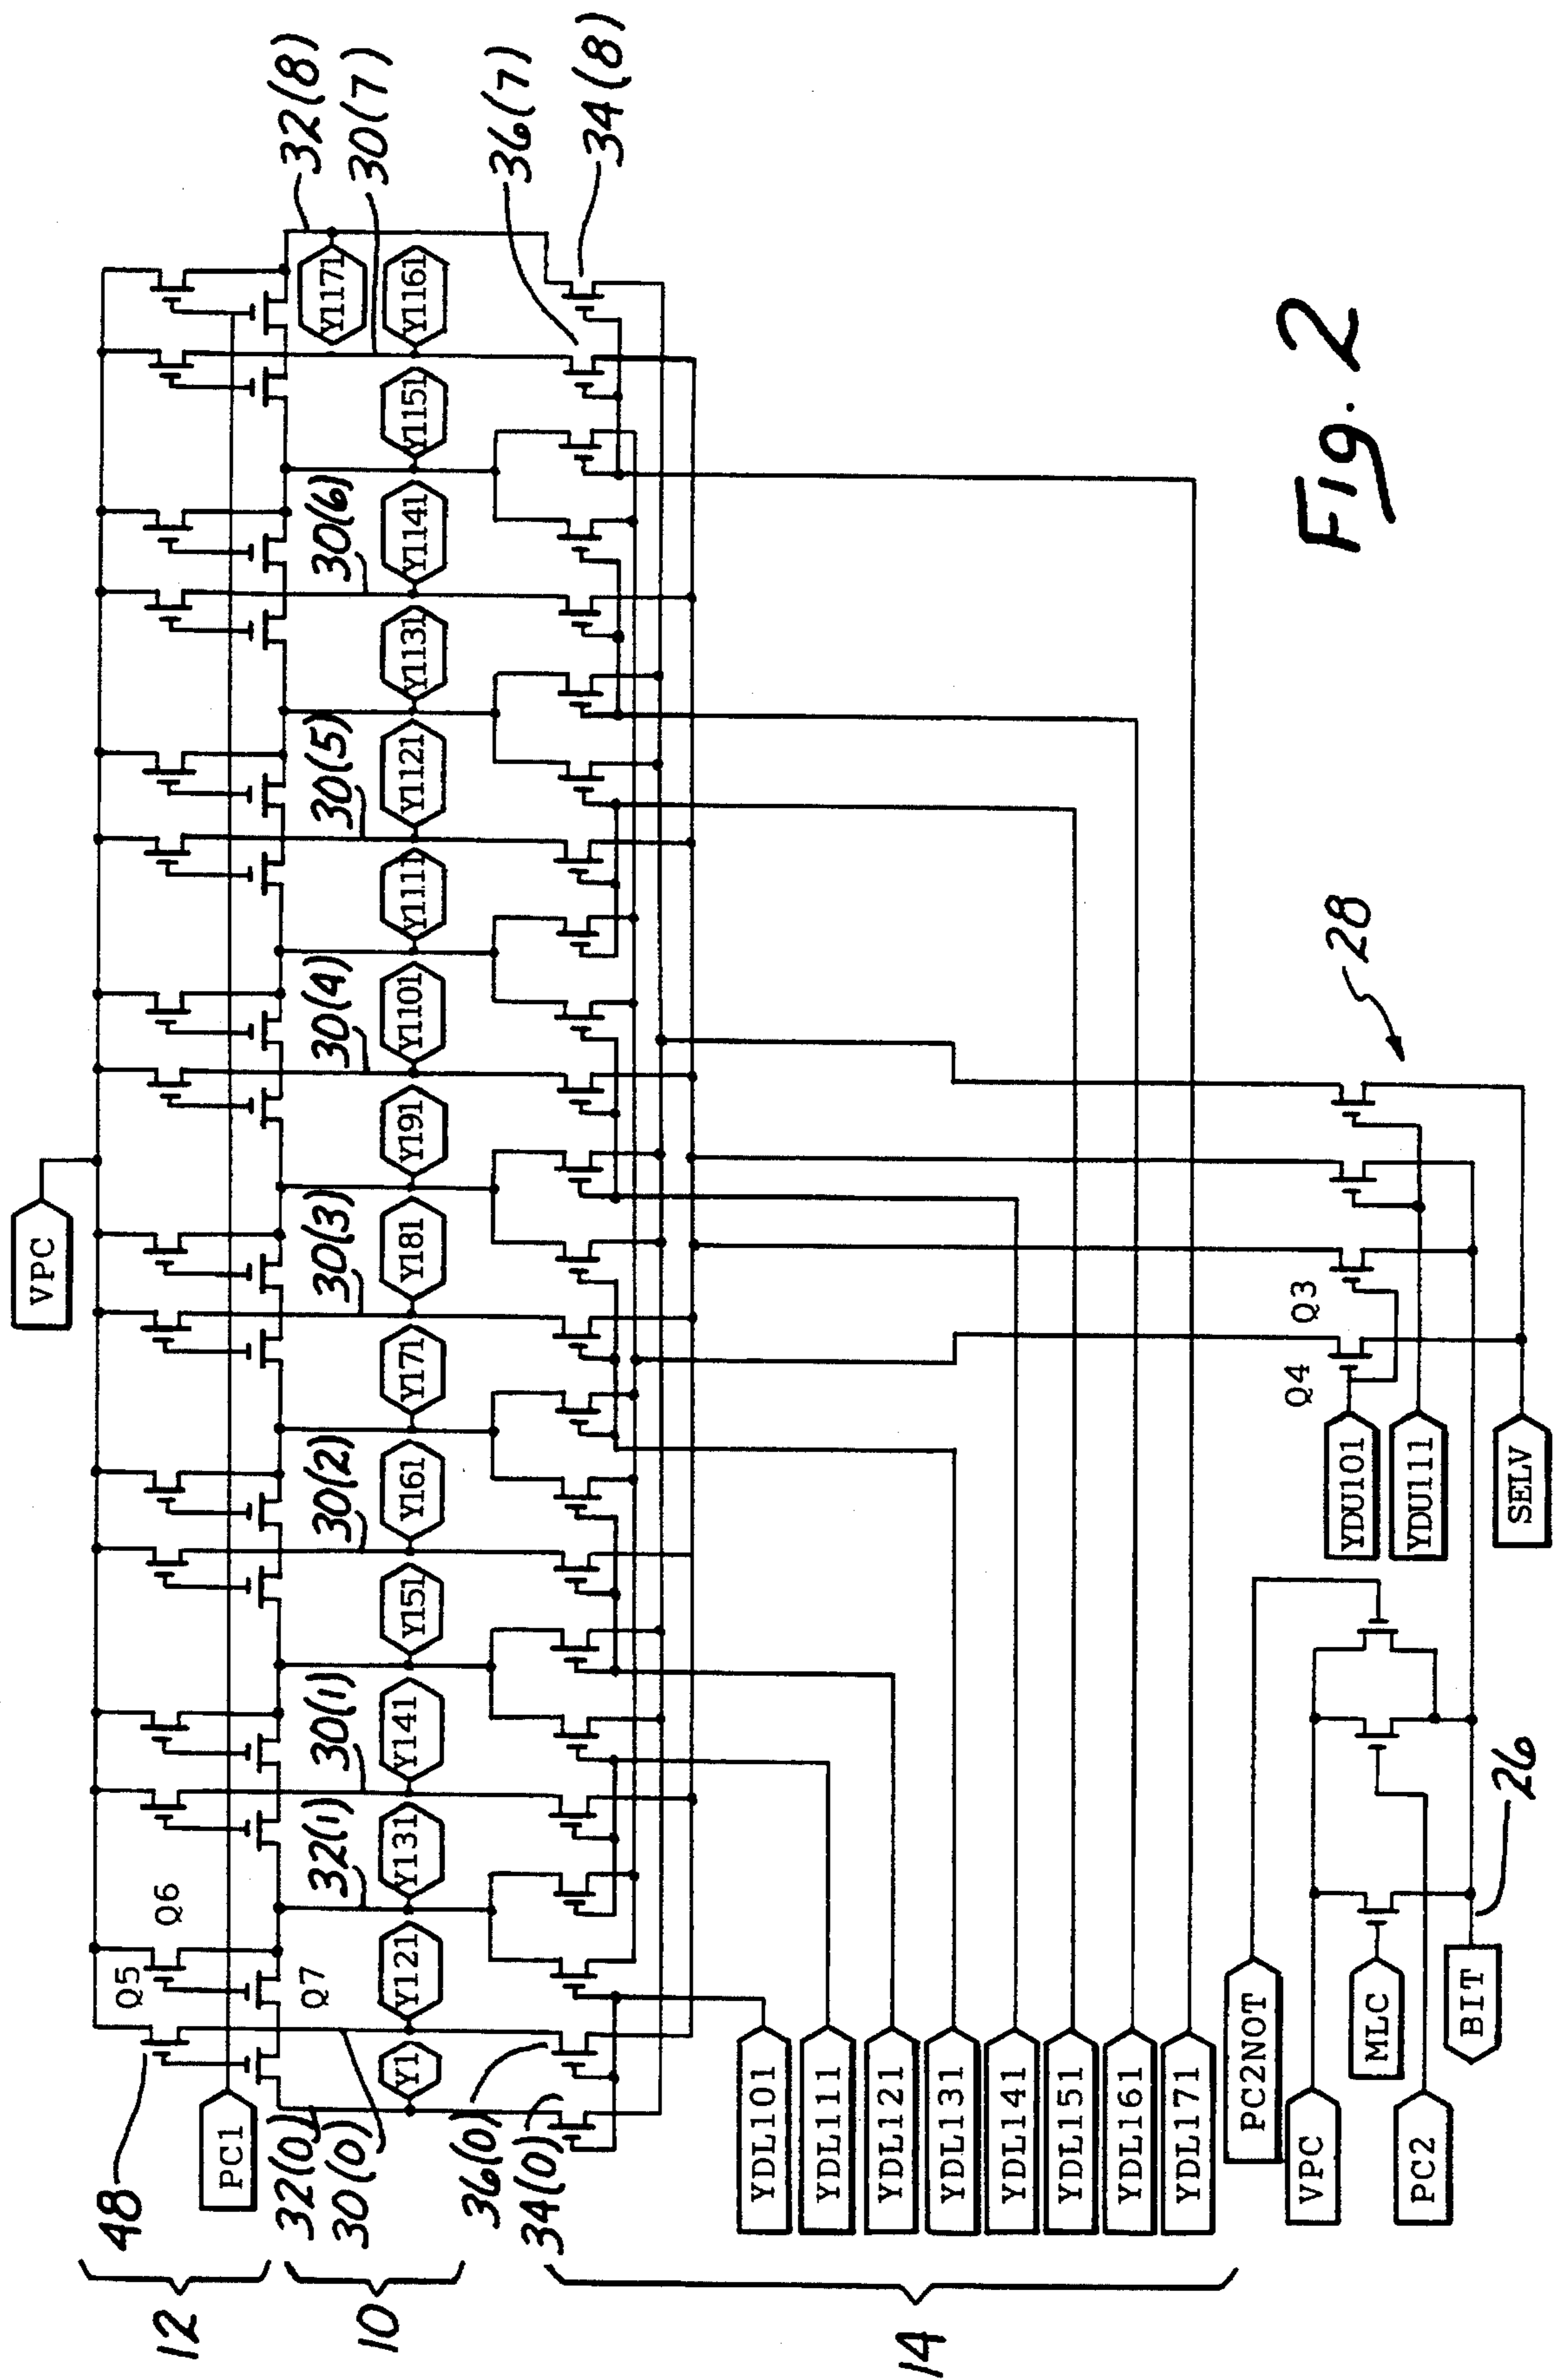 VPC
48
Q5
Q6
12
PC1
Q7
32(0)
30(0)
32(1)
30(1)
30(2)
30(3)
30(4)
30(5)
30(6)
32(8)
30(7)
10
Y1
Y121
Y131
Y141
Y151
Y161
Y171
Y181
Y191
Y1101
Y1111
Y1121
Y1131
Y1141
Y1151
Y1161
Y1171
36(0)
34(0)
36(7)
34(8)
14
YDL101
YDL111
YDL121
YDL131
YDL141
YDL151
YDL161
YDL171
PC2NOT
VPC
MLC
PC2
BIT
26
Q4
Q3
28
YDU101
YDU111
SELV
Fig. 2